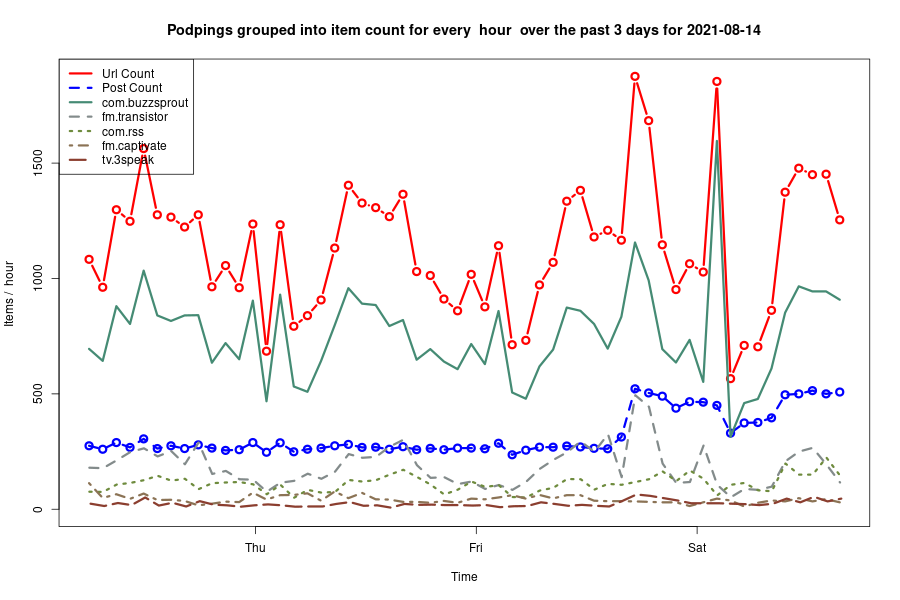 Podpings grouped into item count for every  hour  over the past 3 days for 2021-08-14
Url Count
Post Count
com.buzzsprout
fm.transistor
com.rss
fm.captivate
tv.3speak
Items / hour
1500
1000
500
0
Thu
Fri
Sat
Time